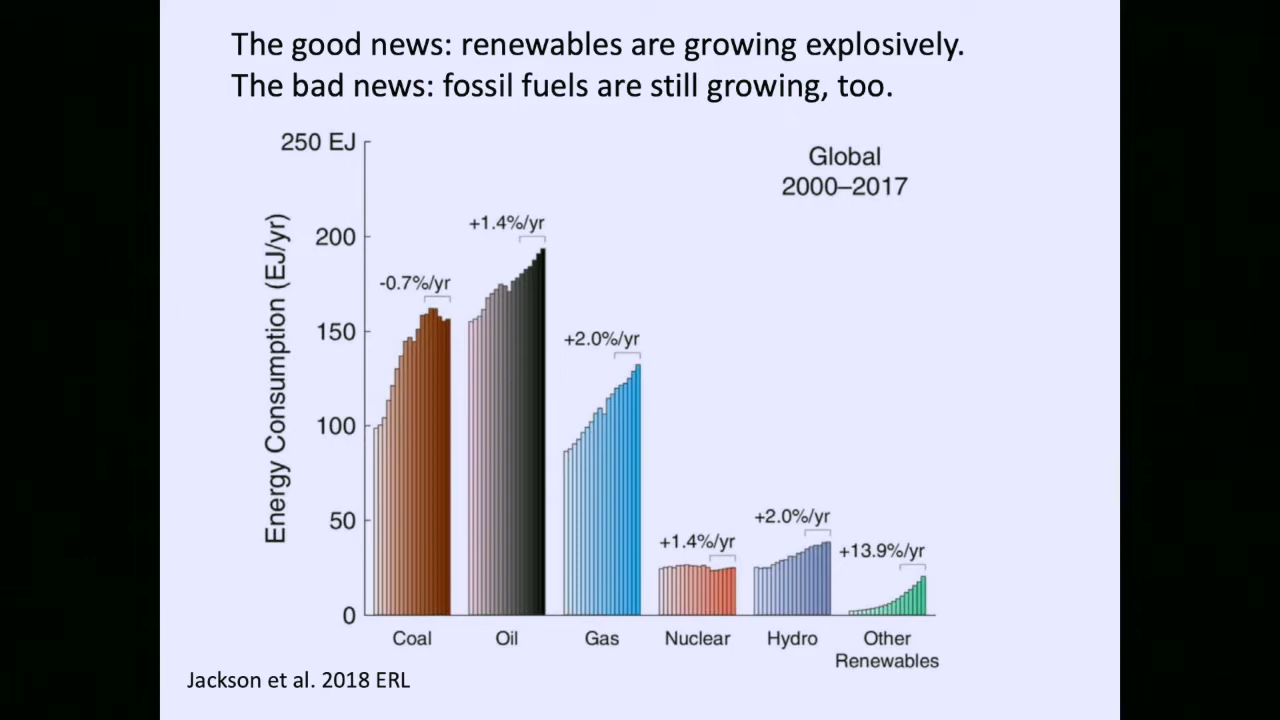 The good news: renewables are growing explosively.
The bad news: fossil fuels are still growing, too.
250 EJ
200
150
100
50
0
Energy Consumption (EJ/yr)
Global
2000–2017
-0.7%/yr
+1.4%/yr
+2.0%/yr
+1.4%/yr
+2.0%/yr
+13.9%/yr
Coal
Oil
Gas
Nuclear
Hydro
Other
Renewables
Jackson et al. 2018 ERL